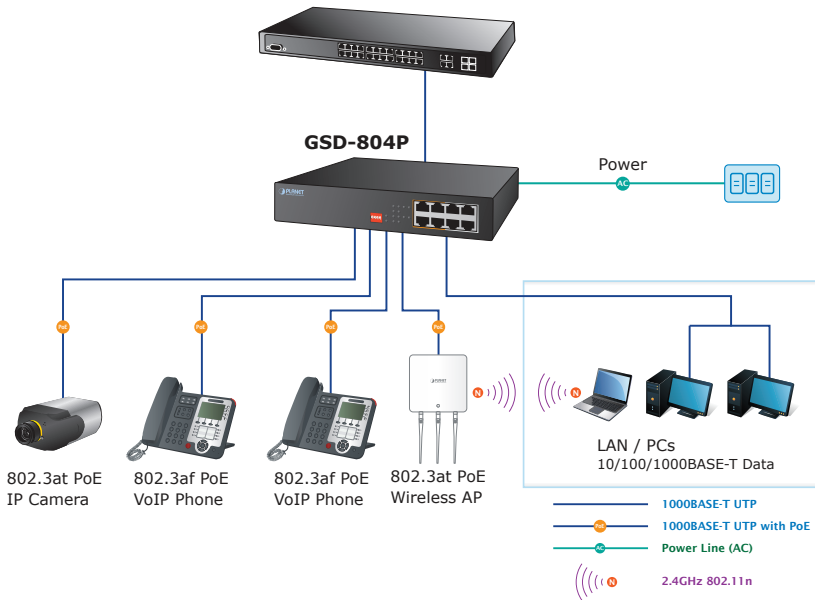 GSD-804P
Power
AC
PLANET
PoE
PoE
PoE
PoE
PLANET
N
N
802.3at PoE
IP Camera
802.3af PoE
VoIP Phone
802.3af PoE
VoIP Phone
802.3at PoE
Wireless AP
LAN / PCs
10/100/1000BASE-T Data
1000BASE-T UTP
PoE
1000BASE-T UTP with PoE
AC
Power Line (AC)
N
2.4GHz 802.11n